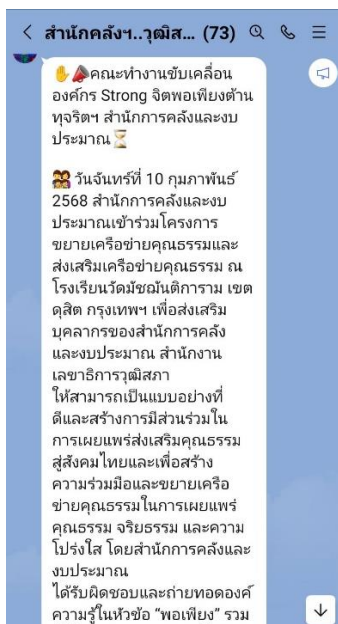 สำนักคลังฯ..วุฒิส... (73)
✋📣คณะทำงานขับเคลื่อน
องค์กร Strong จิตพอเพียงต้าน
ทุจริตฯ สำนักการคลังและงบ
ประมาณ⏳
👨‍👩‍👧‍👦 วันจันทร์ที่ 10 กุมภาพันธ์
2568 สำนักการคลังและงบ
ประมาณเข้าร่วมโครงการ
ขยายเครือข่ายคุณธรรมและ
ส่งเสริมเครือข่ายคุณธรรม ณ
โรงเรียนวัดมัชฌันติการาม เขต
ดุสิต กรุงเทพฯ เพื่อส่งเสริม
บุคลากรของสำนักการคลัง
และงบประมาณ สำนักงาน
เลขาธิการวุฒิสภา
ให้สามารถเป็นแบบอย่างที่
ดีและสร้างการมีส่วนร่วมใน
การเผยแพร่ส่งเสริมคุณธรรม
สู่สังคมไทยและเพื่อสร้าง
ความร่วมมือและขยายเครือ
ข่ายคุณธรรมในการเผยแพร่
คุณธรรม จริยธรรม และความ
โปร่งใส โดยสำนักการคลังและ
งบประมาณ
ได้รับผิดชอบและถ่ายทอดองค์
ความรู้ในหัวข้อ “พอเพียง” รวม